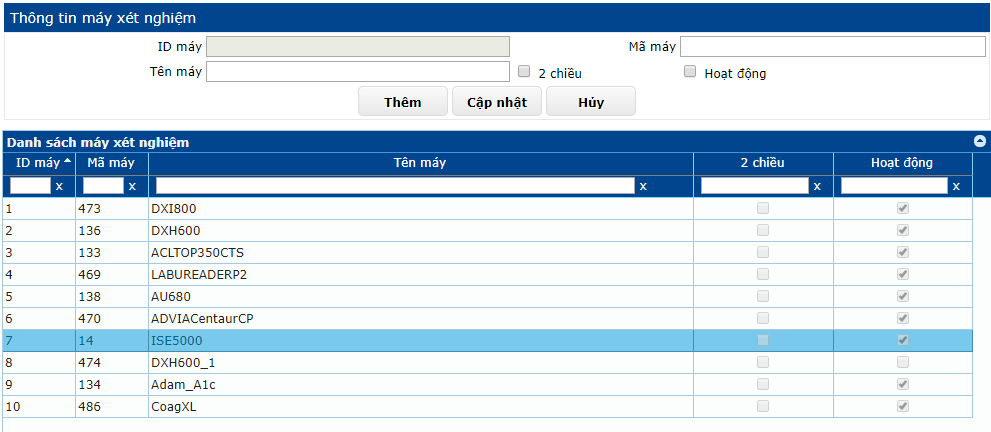 Thông tin máy xét nghiệm
ID máy Mã máy
Tên máy 2 chiều Hoạt động
Thêm Cập nhật Hủy
Danh sách máy xét nghiệm
ID máy Mã máy Tên máy 2 chiều Hoạt động
x x x x x
1 473 DXI800
2 136 DXH600
3 133 ACLTOP350CTS
4 469 LABUREADERP2
5 138 AU680
6 470 ADVIACentaurCP
7 14 ISE5000
8 474 DXH600_1
9 134 Adam_A1c
10 486 CoagXL